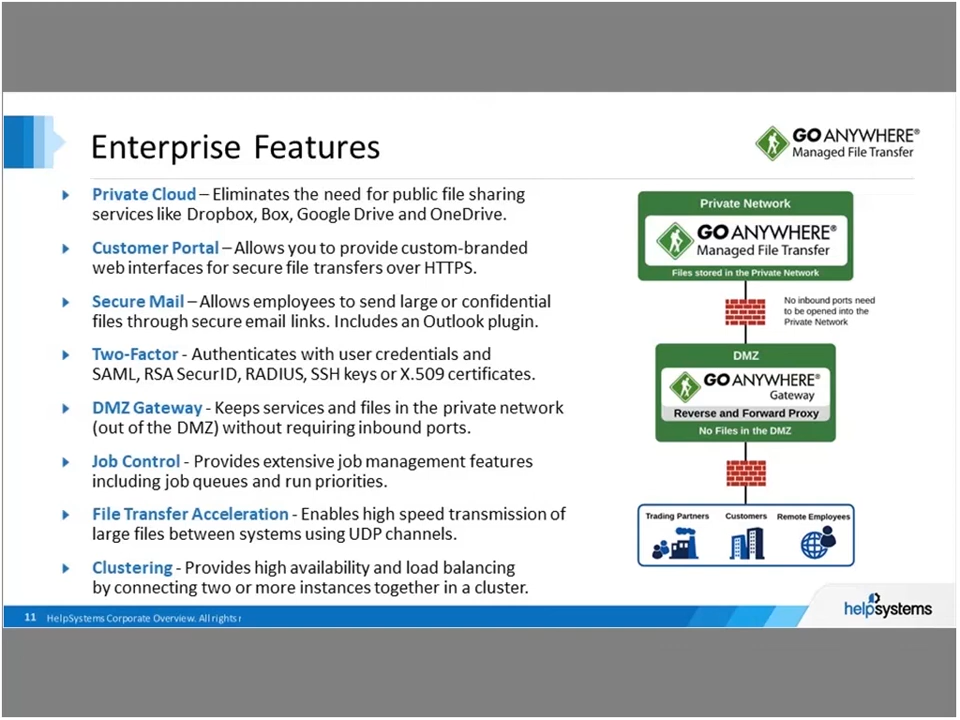 Enterprise Features
GO ANYWHERE®
Managed File Transfer
Private Cloud – Eliminates the need for public file sharing
services like Dropbox, Box, Google Drive and OneDrive.
Customer Portal – Allows you to provide custom-branded
web interfaces for secure file transfers over HTTPS.
Secure Mail – Allows employees to send large or confidential
files through secure email links. Includes an Outlook plugin.
Two-Factor - Authenticates with user credentials and
SAML, RSA SecurID, RADIUS, SSH keys or X.509 certificates.
DMZ Gateway - Keeps services and files in the private network
(out of the DMZ) without requiring inbound ports.
Job Control - Provides extensive job management features
including job queues and run priorities.
File Transfer Acceleration - Enables high speed transmission of
large files between systems using UDP channels.
Clustering - Provides high availability and load balancing
by connecting two or more instances together in a cluster.
Private Network
GO ANYWHERE®
Managed File Transfer
Files stored in the Private Network
No inbound ports need
to be opened into the
Private Network
DMZ
GO ANYWHERE®
Gateway
Reverse and Forward Proxy
No Files in the DMZ
Trading Partners
Customers
Remote Employees
11 HelpSystems Corporate Overview. All rights
helpsystems